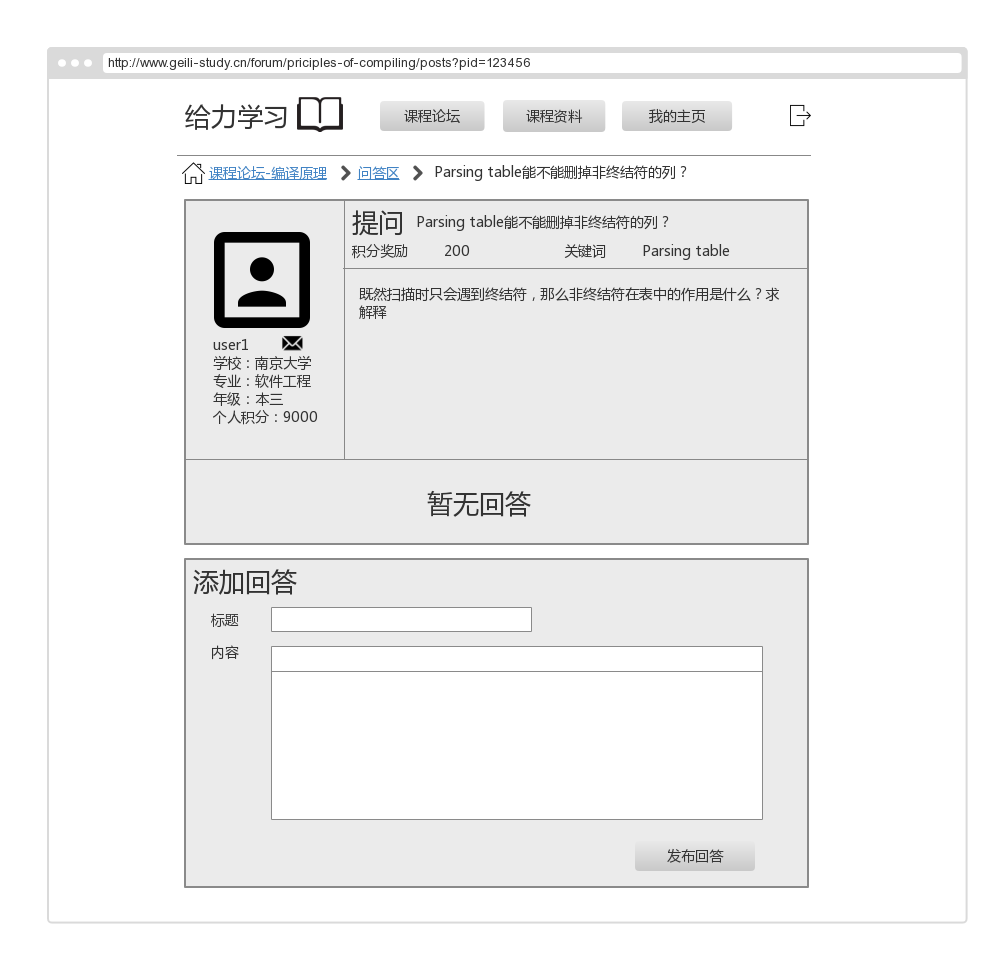 http://www.geili-study.cn/forum/priciples-of-compiling/posts?pid=123456
给力学习 课程论坛 课程资料 我的主页
课程论坛-编译原理 问答区 Parsing table能不能删掉非终结符的列？
提问 Parsing table能不能删掉非终结符的列？
积分奖励 200 关键词 Parsing table
既然扫描时只会遇到终结符，那么非终结符在表中的作用是什么？求
解释
user1
学校：南京大学
专业：软件工程
年级：本三
个人积分：9000
暂无回答
添加回答
标题
内容
发布回答